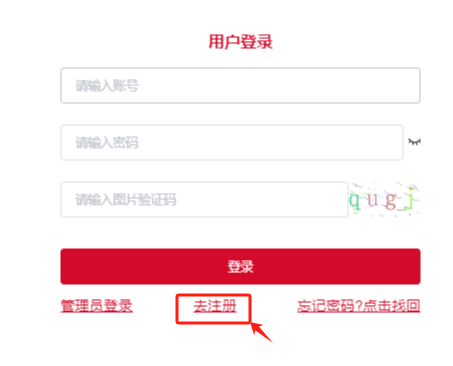 用户登录
请输入账号
请输入密码
请输入图片验证码
登录
管理员登录 去注册 忘记密码?点击找回